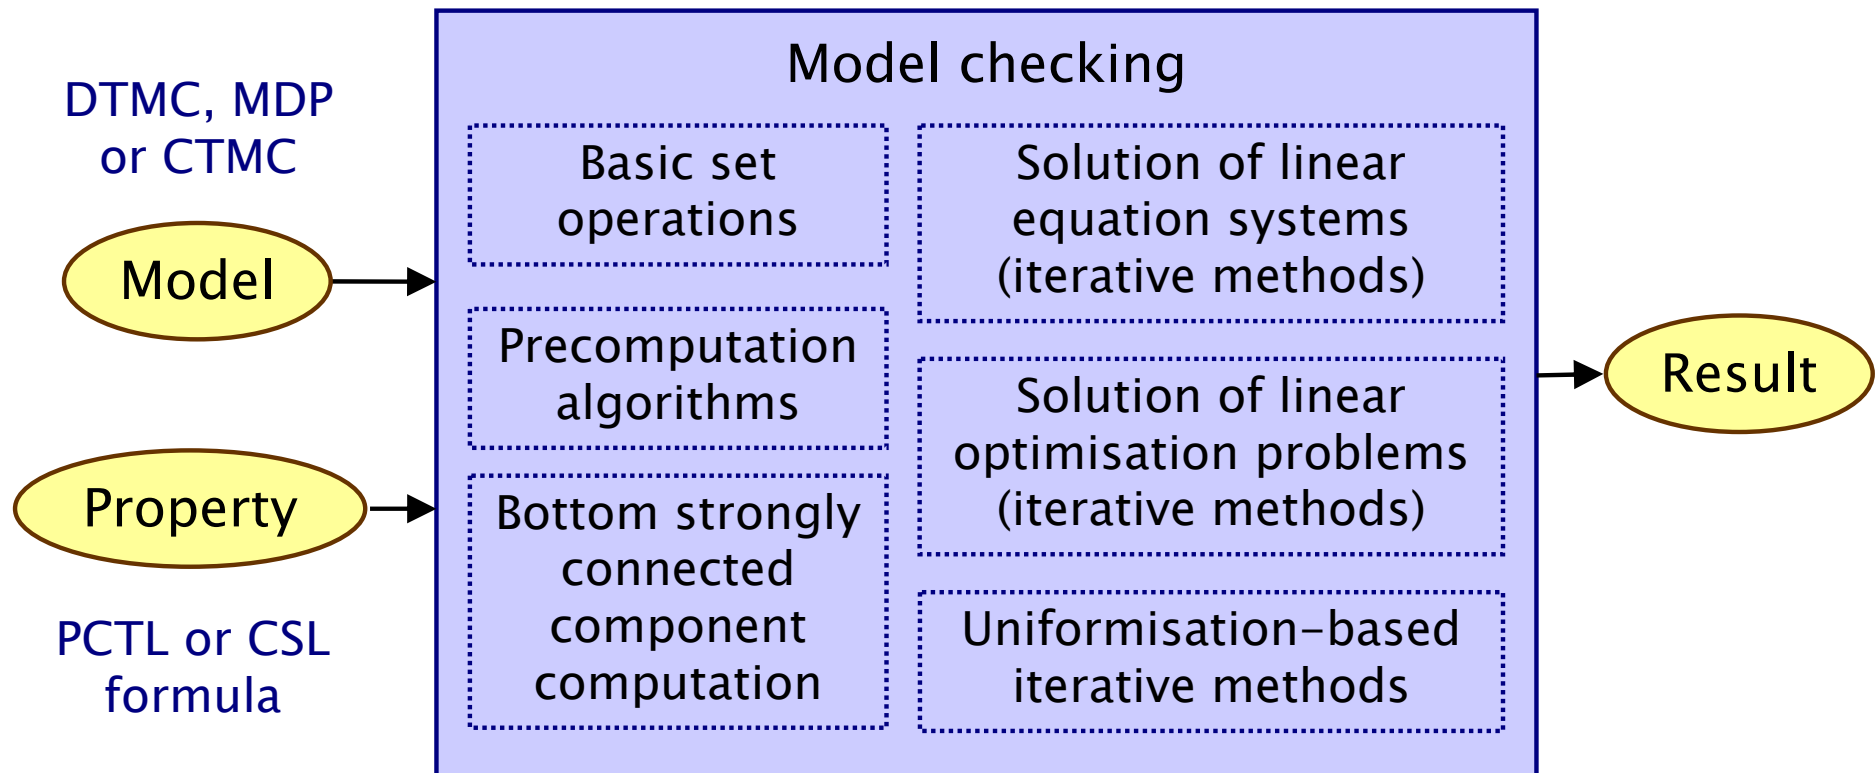 Model checking
DTMC, MDP
or CTMC
Model
Property
PCTL or CSL
formula
Basic set
operations
Precomputation
algorithms
Bottom strongly
connected
component
computation
Solution of linear
equation systems
(iterative methods)
Solution of linear
optimisation problems
(iterative methods)
Uniformisation-based
iterative methods
Result